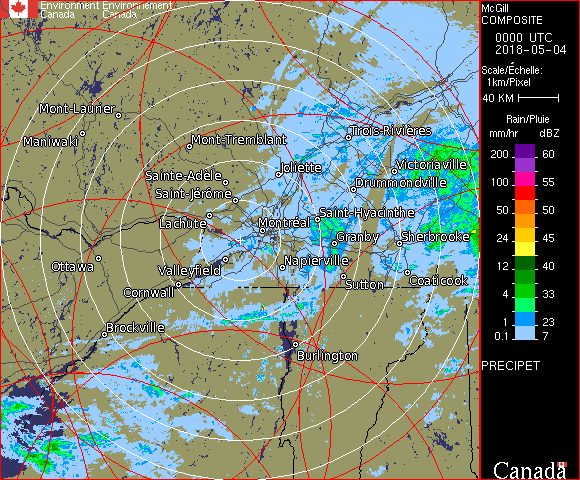 Environment Environnement
Canada Canada
McGill
COMPOSITE
0000 UTC
2018-05-04
Scale/Échelle:
1km/Pixel
40 KM
Rain/Pluie
mm/hr dBZ
200 60
100 55
50 50
24 45
12 40
4 33
1 23
0.1 7
PRECIPET
Canada
Mont-Laurier
Maniwaki
Mont-Tremblant
Trois-Rivières
Joliette
Victoriaville
Sainte-Adèle
Drummondville
Saint-Jérôme
Lachute
Saint-Hyacinthe
Montréal
Granby
Sherbrooke
Ottawa
Valleyfield
Napierville
Cornwall
Sutton
Coaticook
Brockville
Burlington